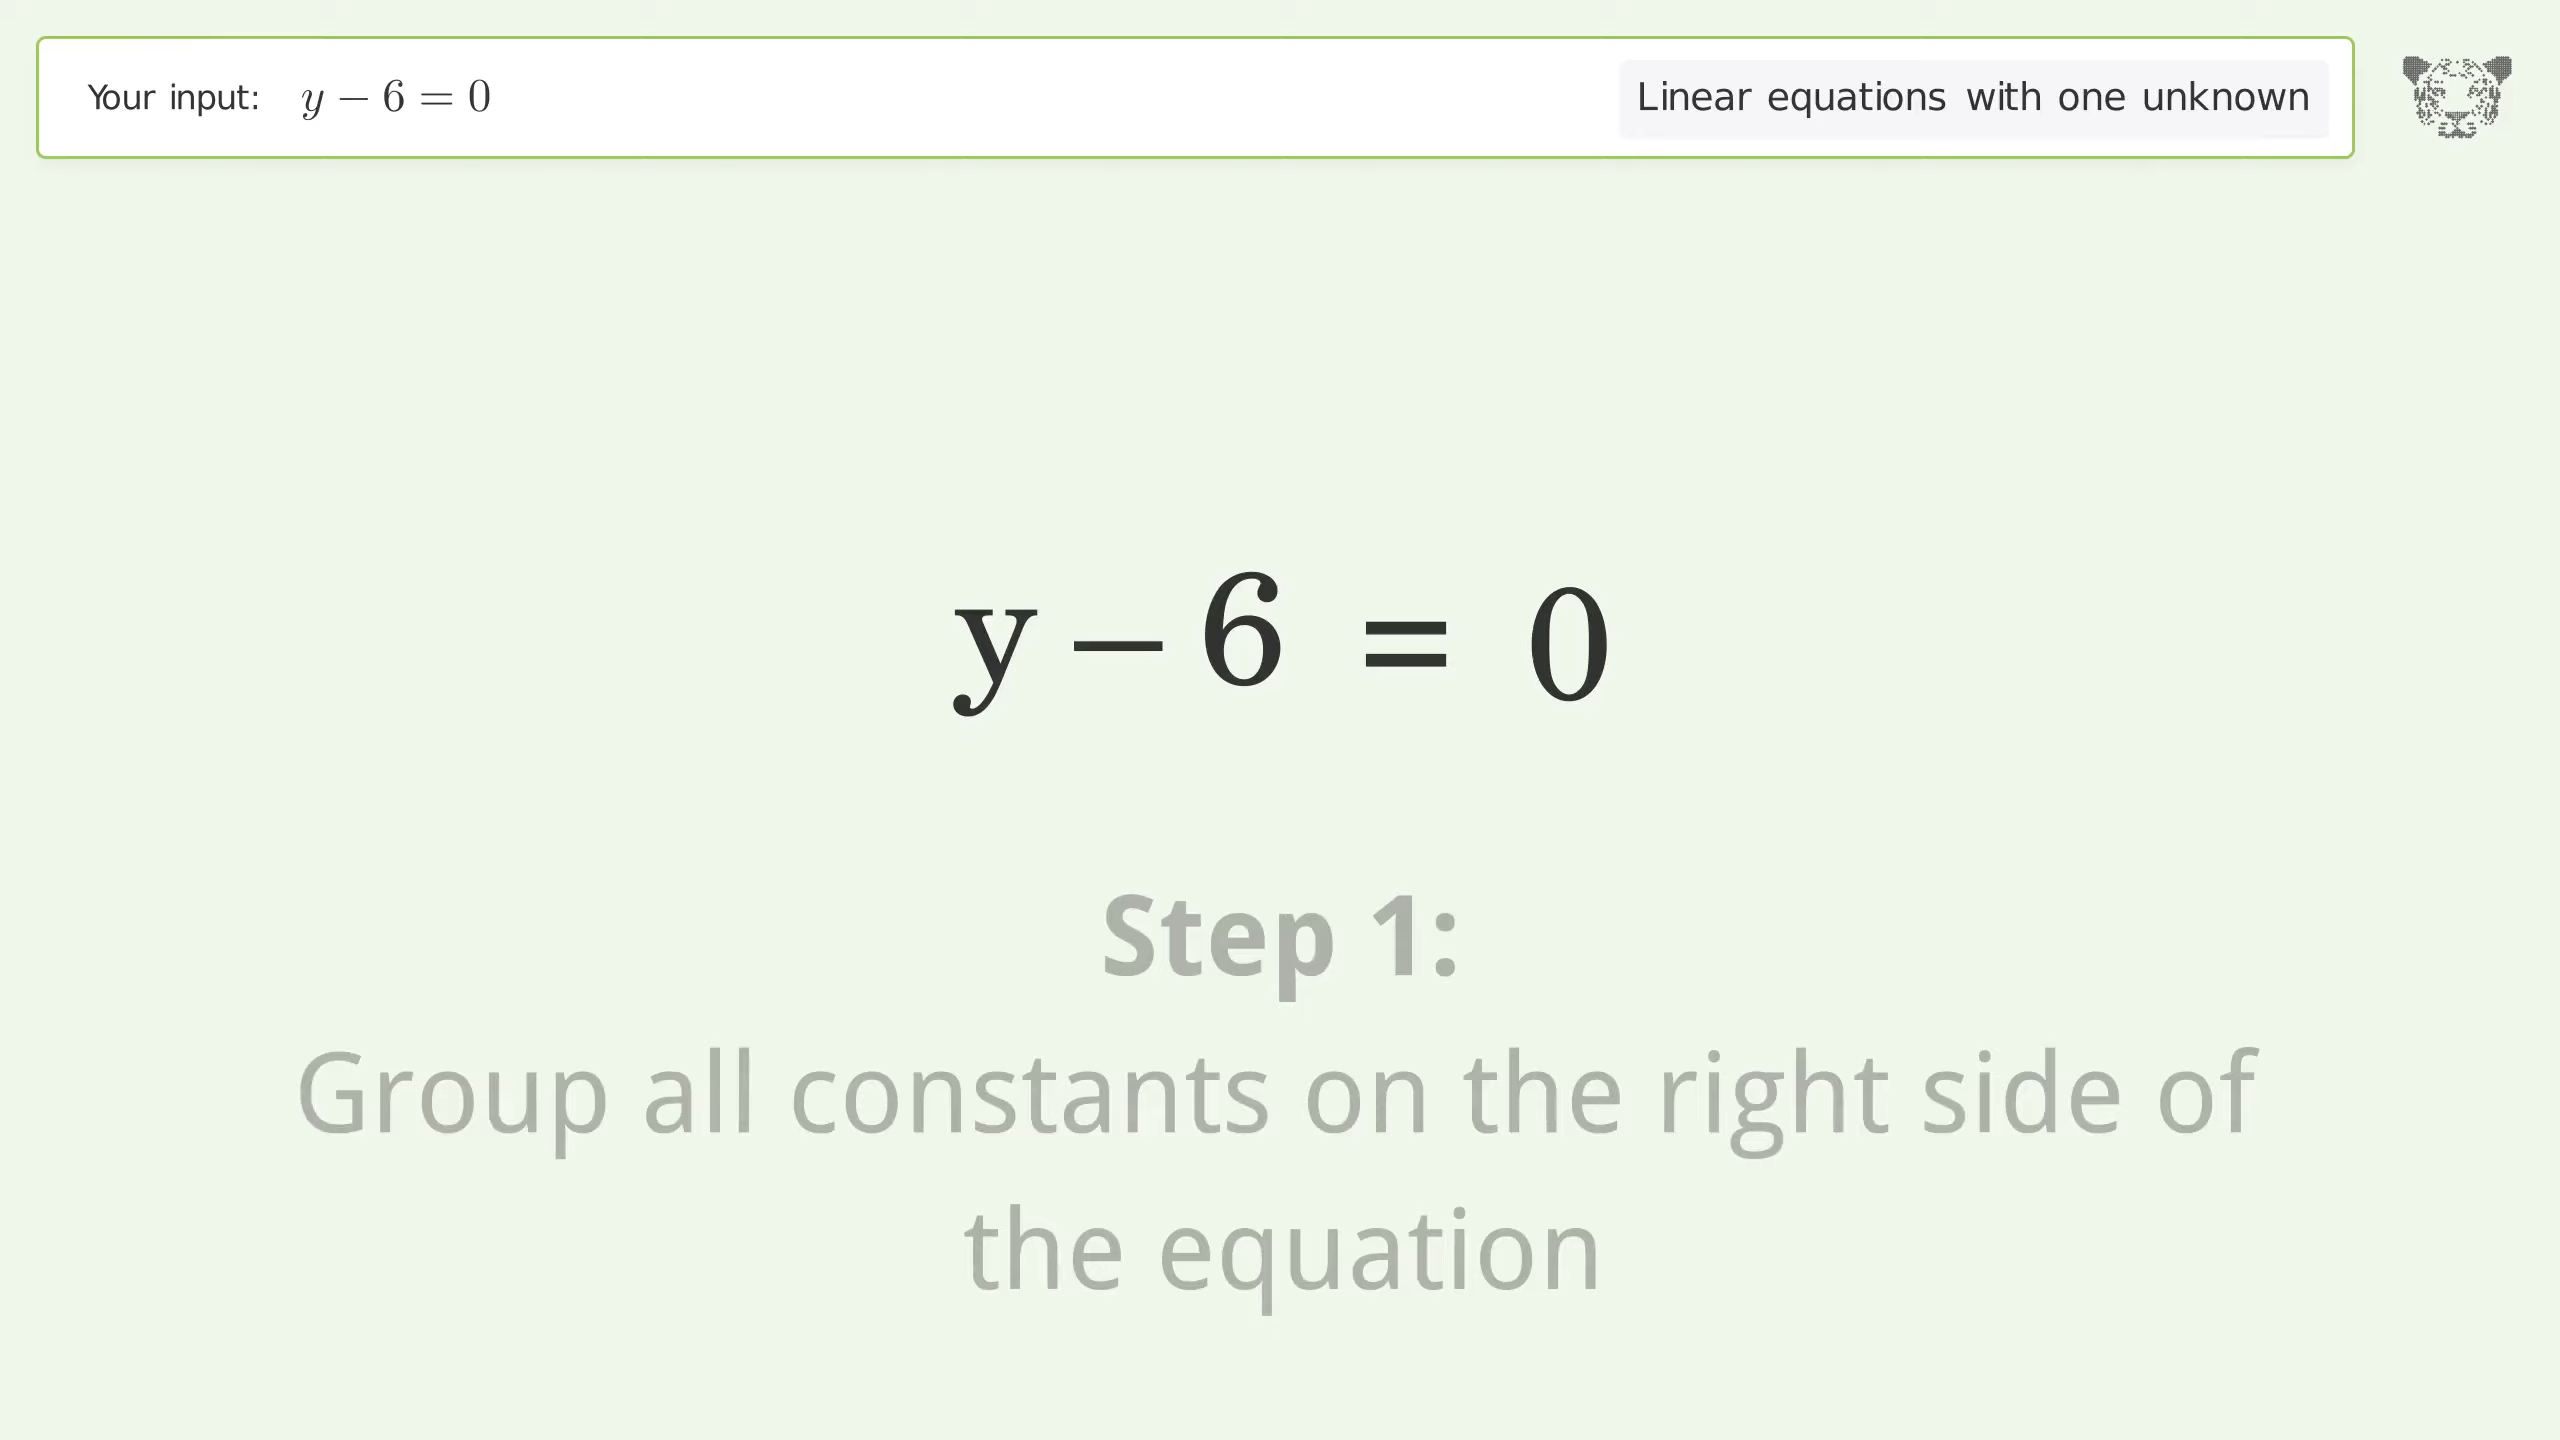 Your input: y − 6 = 0
Linear equations with one unknown
y − 6 = 0
Step 1:
Group all constants on the right side of
the equation